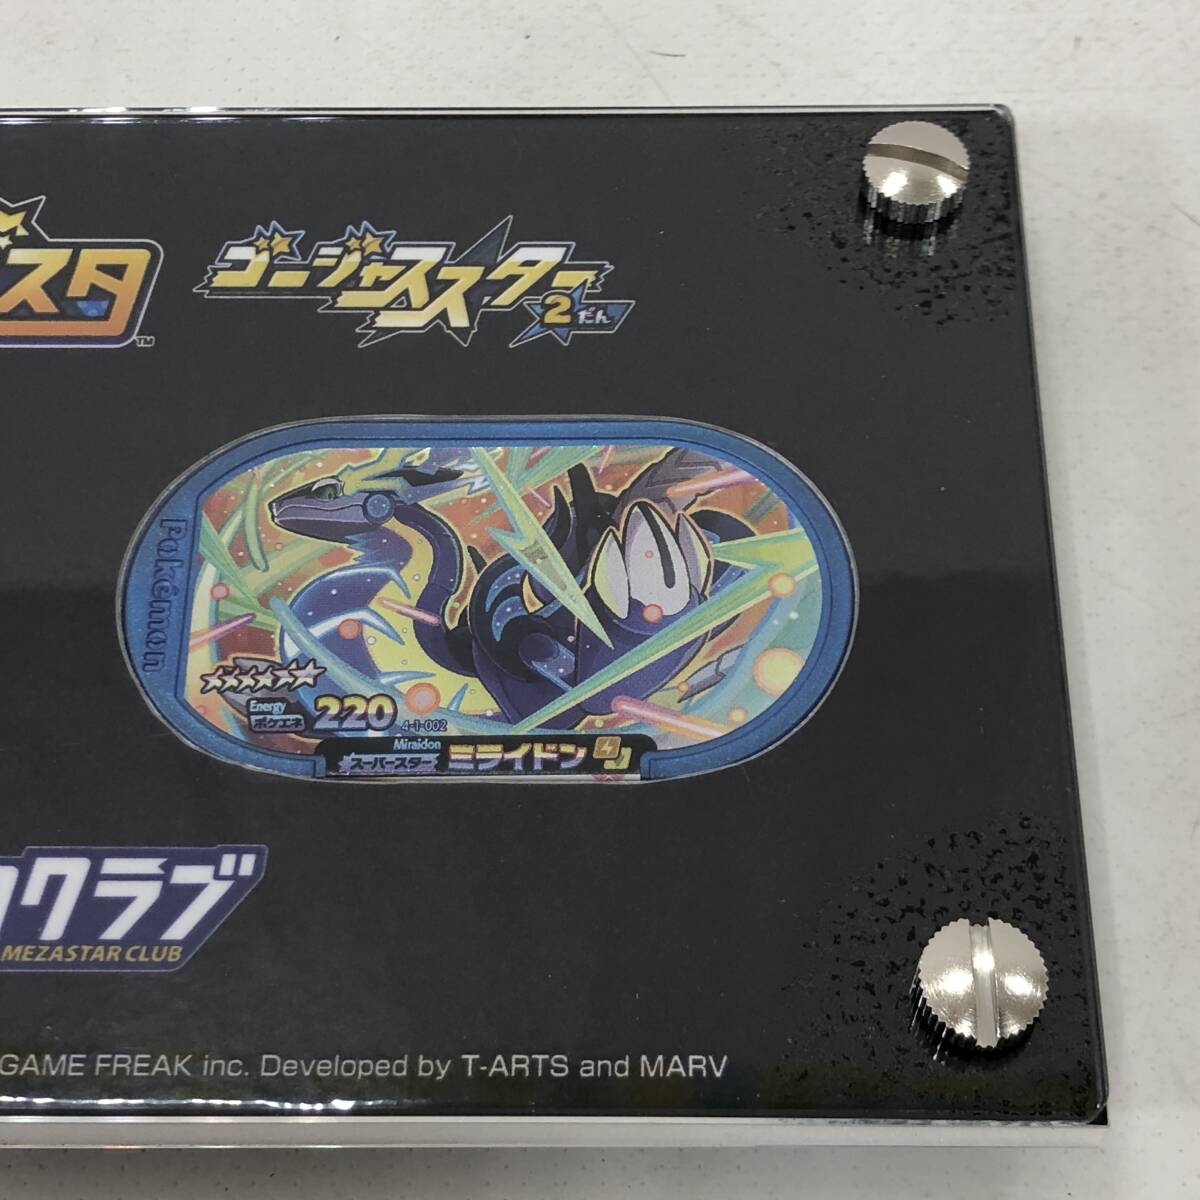 スタ
TM
ゴージャススター
2だん
Pokémon
Energy
ポケエネ 220 4-1-002
Miraidon
スーパースター ミライドン
クラブ
MEZASTAR CLUB
GAME FREAK inc. Developed by T-ARTS and MARV